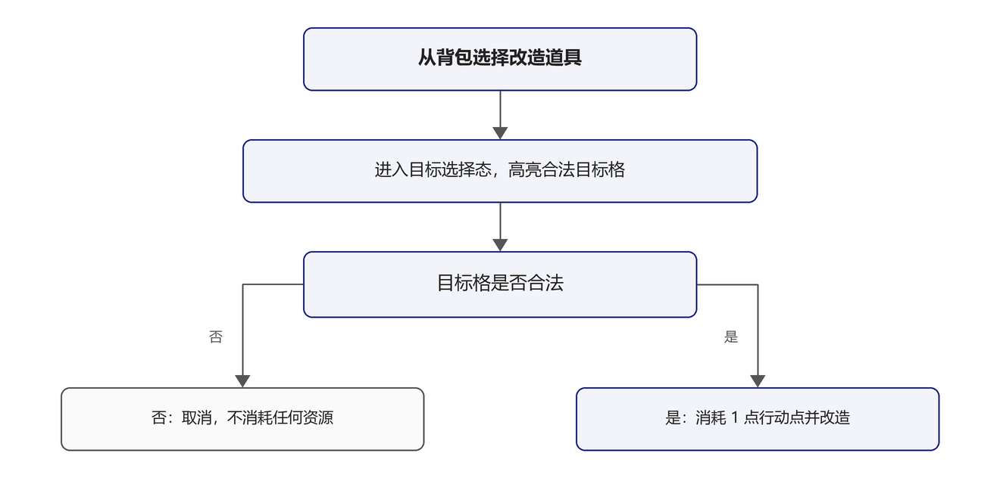 从背包选择改造道具
进入目标选择态，高亮合法目标格
目标格是否合法
否
是
否：取消，不消耗任何资源
是：消耗 1 点行动点并改造